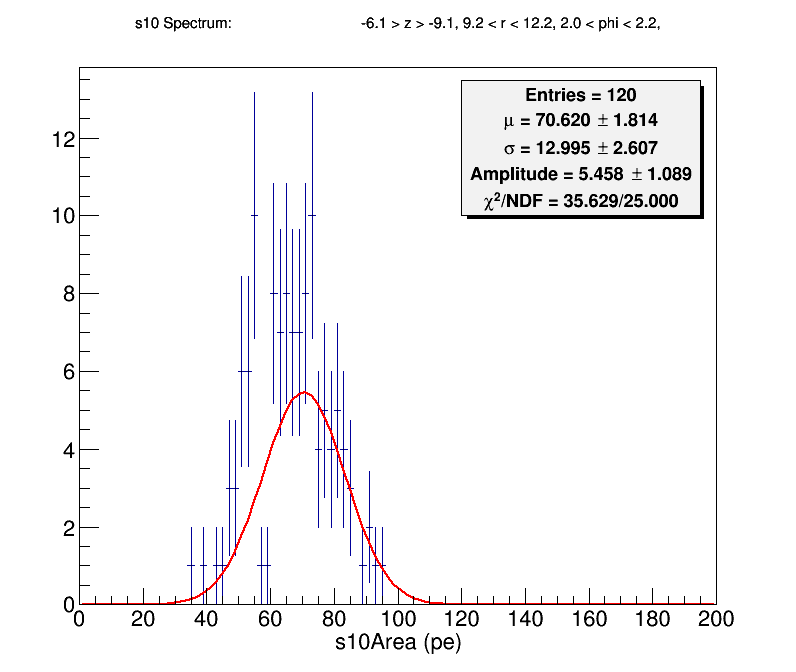 s10 Spectrum: -6.1 > z > -9.1, 9.2 < r < 12.2, 2.0 < phi < 2.2,
Entries = 120
μ = 70.620 ± 1.814
σ = 12.995 ± 2.607
Amplitude = 5.458 ± 1.089
χ²/NDF = 35.629/25.000
12
10
8
6
4
2
0
0 20 40 60 80 100 120 140 160 180 200
s10Area (pe)